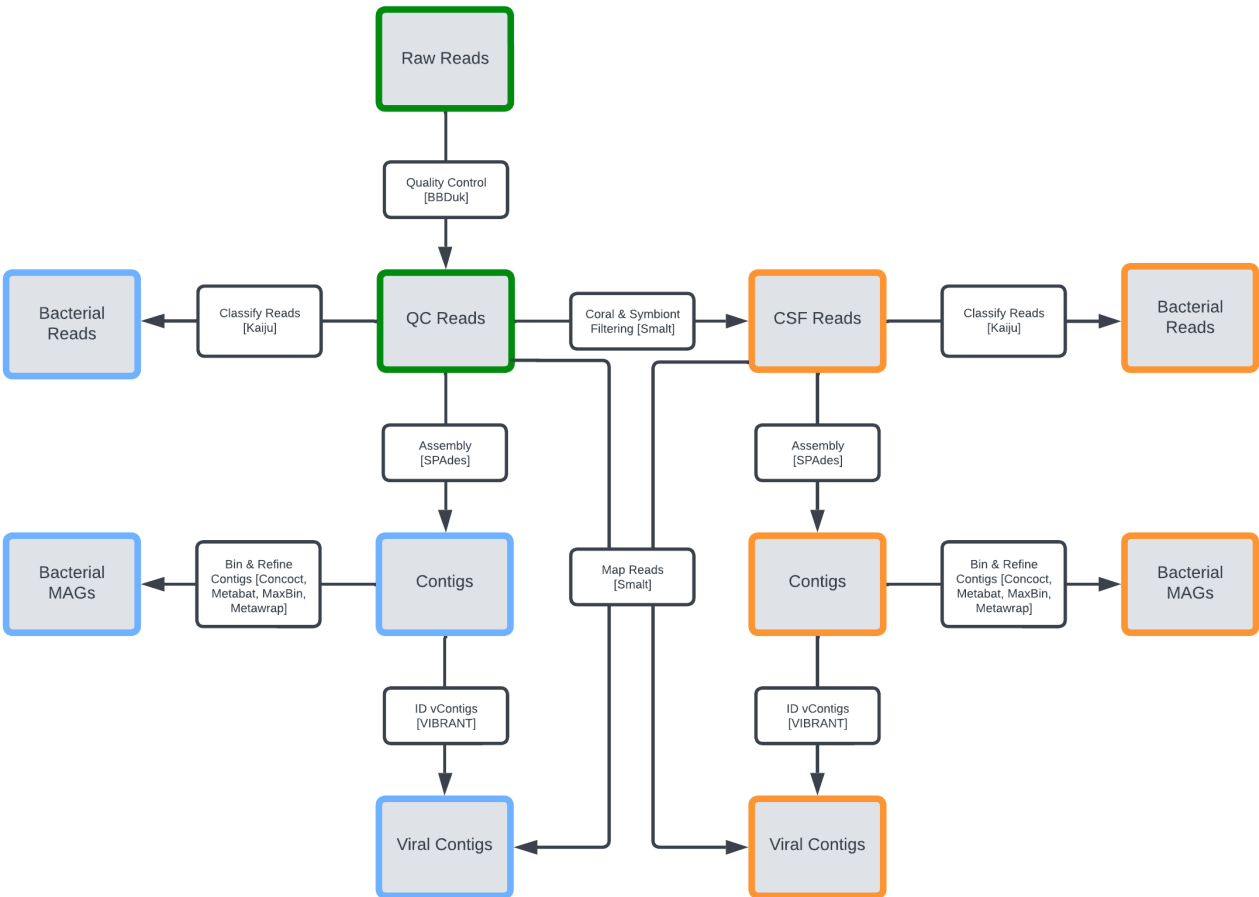 Raw Reads
Quality Control
[BBDuk]
Bacterial
Reads
Classify Reads
[Kaiju]
QC Reads
Coral & Symbiont
Filtering [Smalt]
CSF Reads
Classify Reads
[Kaiju]
Bacterial
Reads
Assembly
[SPAdes]
Assembly
[SPAdes]
Bacterial
MAGs
Bin & Refine
Contigs [Concoct,
Metabat, MaxBin,
Metawrap]
Contigs
Map Reads
[Smalt]
Contigs
Bin & Refine
Contigs [Concoct,
Metabat, MaxBin,
Metawrap]
Bacterial
MAGs
ID vContigs
[VIBRANT]
ID vContigs
[VIBRANT]
Viral Contigs
Viral Contigs